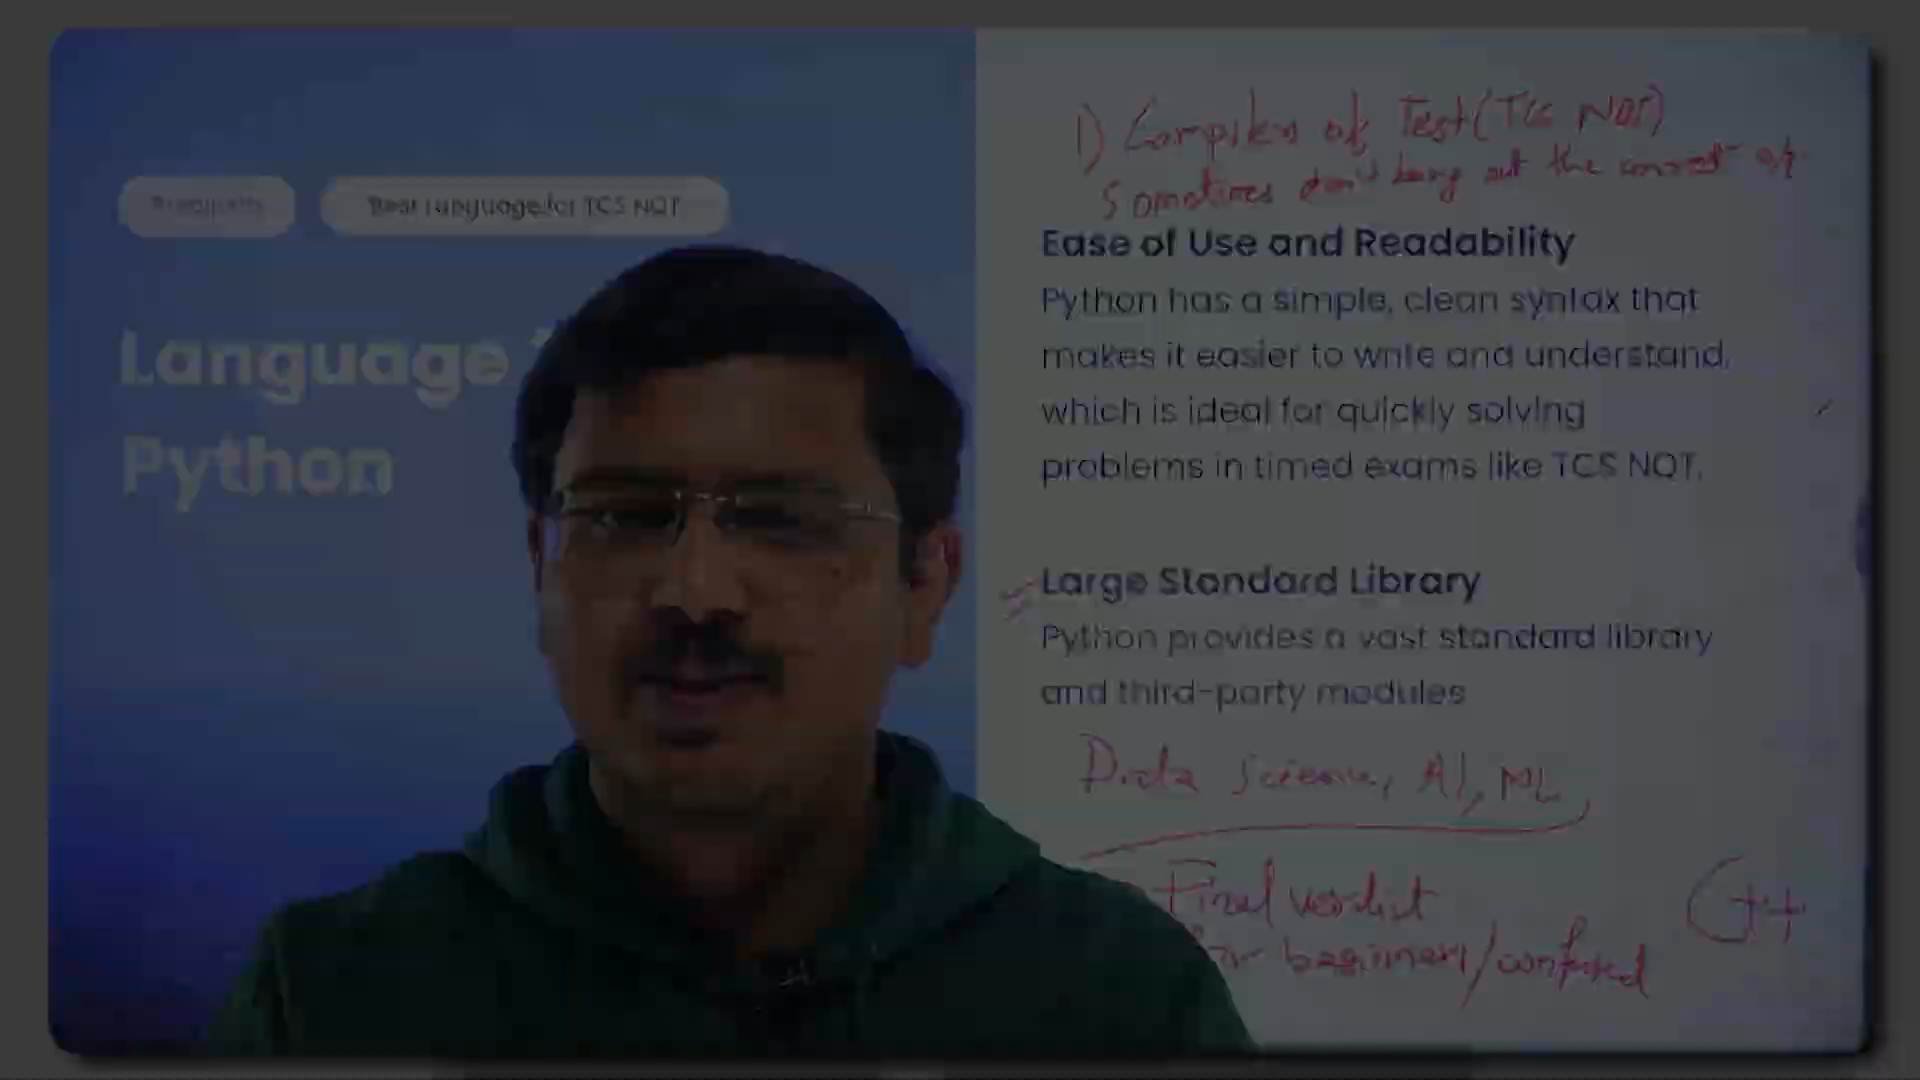 1) Compiler of Test (TCS NQT)
Sometimes don't bring out the correct o/p
Best Language for TCS NQT
Ease of Use and Readability
Python has a simple, clean syntax that
makes it easier to write and understand,
which is ideal for quickly solving
problems in timed exams like TCS NQT.
Language
Python
Large Standard Library
Python provides a vast standard library
and third-party modules
Data Science, AI, ML
Final verdict
for beginners/confused
C++